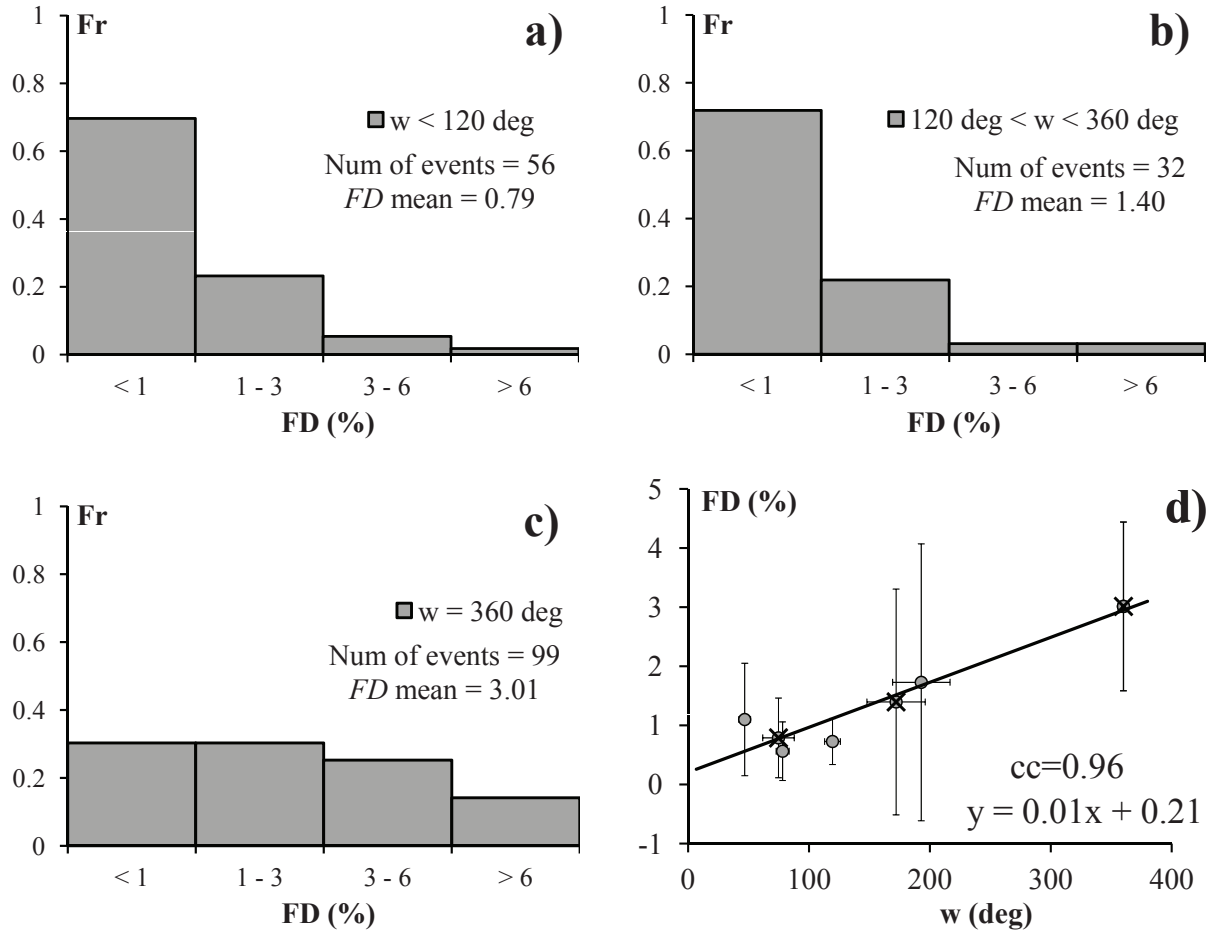 Fr
a)
1
0.8
0.6
0.4
0.2
0
w < 120 deg
Num of events = 56
FD mean = 0.79
< 1 1 - 3 3 - 6 > 6
FD (%)
Fr
b)
1
0.8
0.6
0.4
0.2
0
120 deg < w < 360 deg
Num of events = 32
FD mean = 1.40
< 1 1 - 3 3 - 6 > 6
FD (%)
Fr
c)
1
0.8
0.6
0.4
0.2
0
w = 360 deg
Num of events = 99
FD mean = 3.01
< 1 1 - 3 3 - 6 > 6
FD (%)
FD (%)
d)
5
4
3
2
1
0
-1
cc=0.96
y = 0.01x + 0.21
0 100 200 300 400
w (deg)